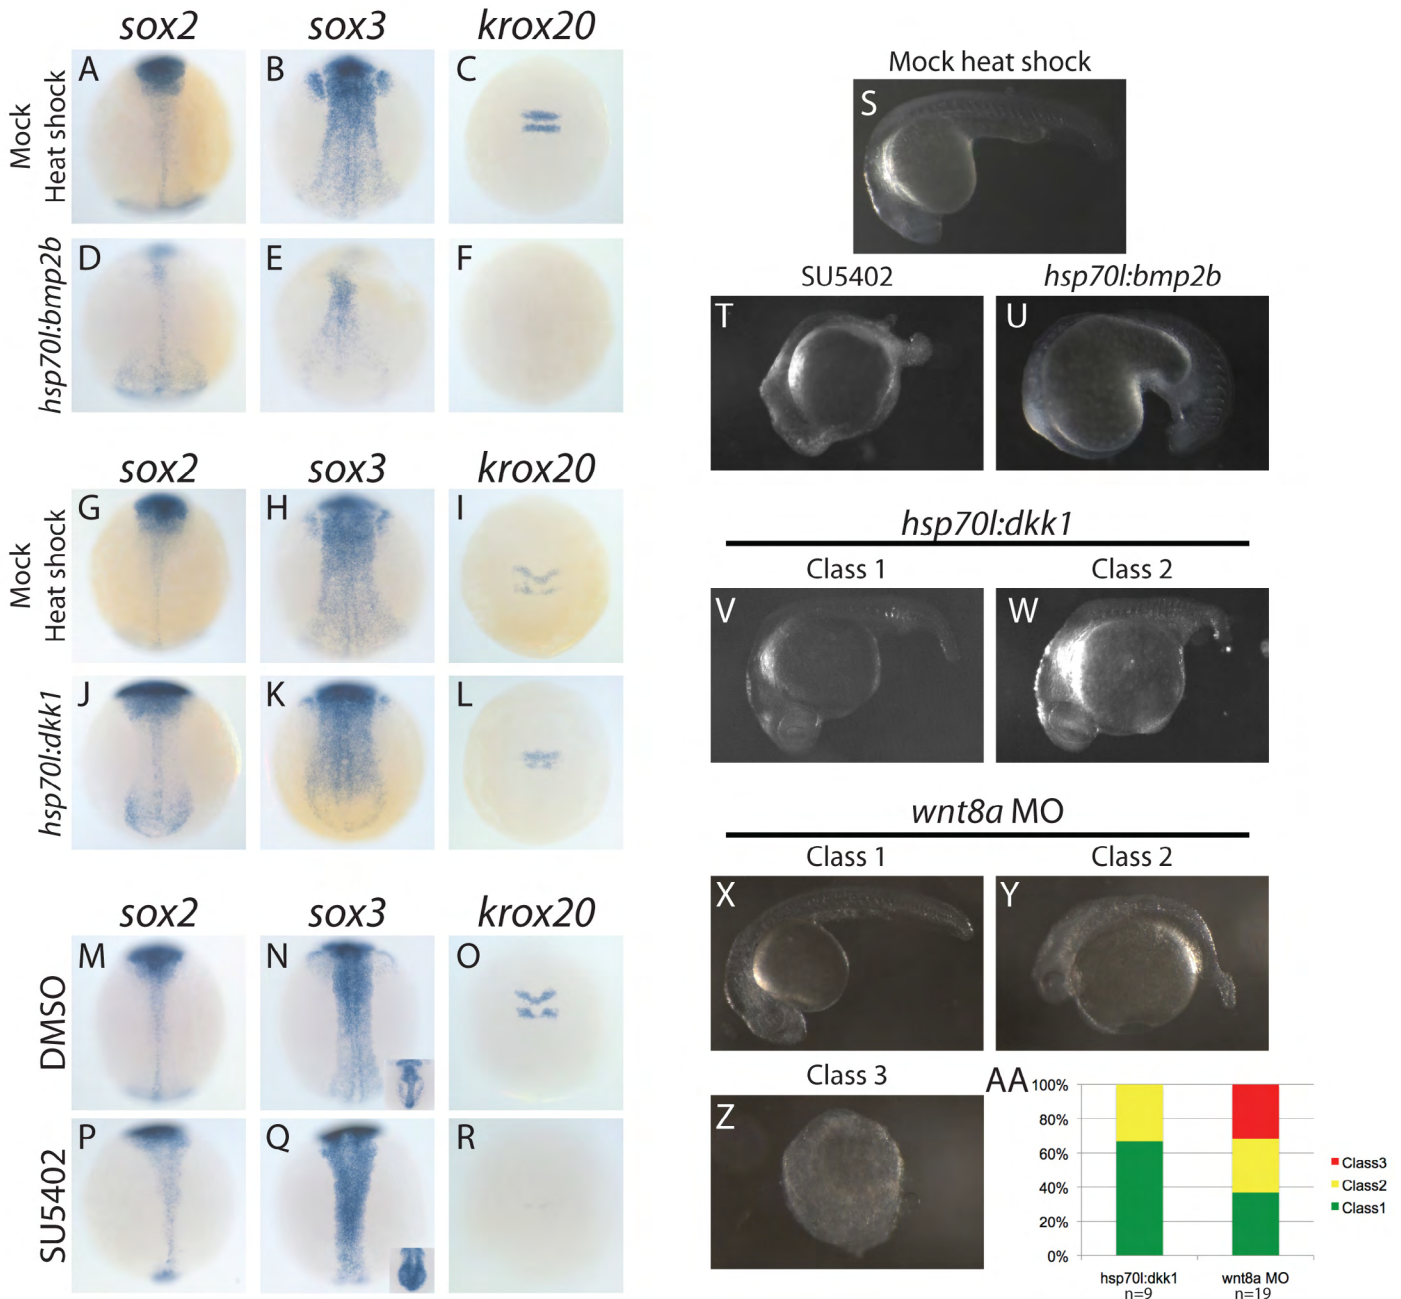 sox2 sox3 krox20
Mock
Heat shock
A B C
hsp70l:bmp2b
D E F
sox2 sox3 krox20
Mock
Heat shock
G H I
hsp70l:dkk1
J K L
sox2 sox3 krox20
DMSO
M N O
SU5402
P Q R
Mock heat shock
S
SU5402 hsp70l:bmp2b
T U
hsp70l:dkk1
Class 1 Class 2
V W
wnt8a MO
Class 1 Class 2
X Y
Class 3
Z
AA
100%
80%
60%
40%
20%
0%
Class3
Class2
Class1
hsp70l:dkk1 wnt8a MO
n=9 n=19